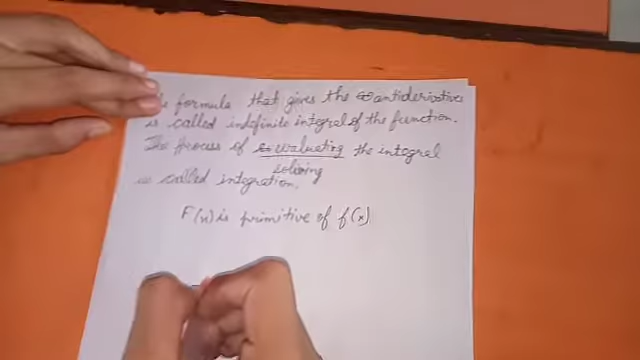 formula that gives the antiderivatives
is called indefinite integral of the function.
The Process of evaluating the integral
solving
is called integration.
F(x) is primitive of f(x)